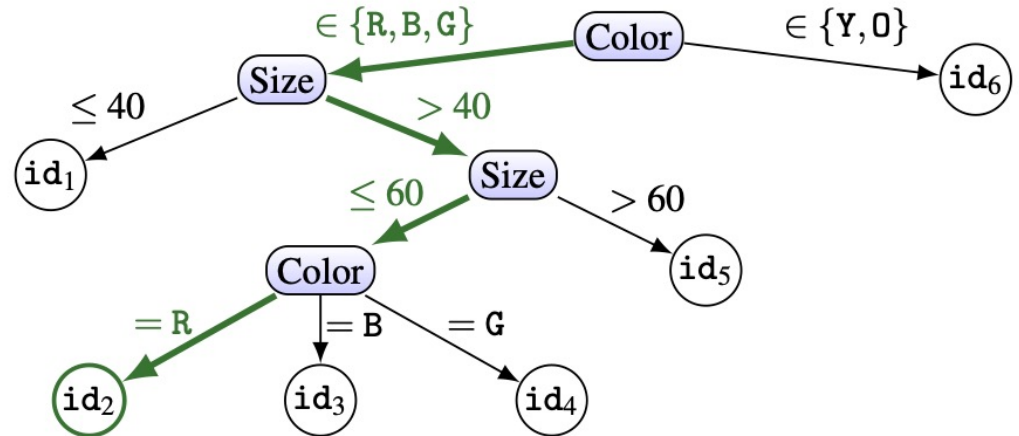 ∈ {R, B, G}
Color
∈ {Y, O}
Size
id₆
≤ 40
> 40
id₁
Size
≤ 60
> 60
Color
id₅
= R
= B
= G
id₂
id₃
id₄